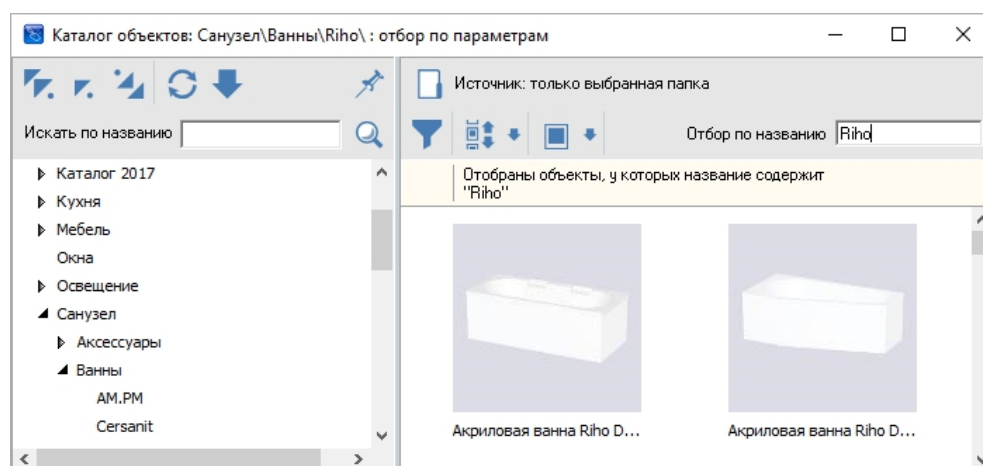 Каталог объектов: Санузел\Ванны\Riho\ : отбор по параметрам
Искать по названию
Каталог 2017
Кухня
Мебель
Окна
Освещение
Санузел
Аксессуары
Ванны
AM.PM
Cersanit
Источник: только выбранная папка
Отбор по названию Riho
Отобраны объекты, у которых название содержит
"Riho"
Акриловая ванна Riho D...
Акриловая ванна Riho D...